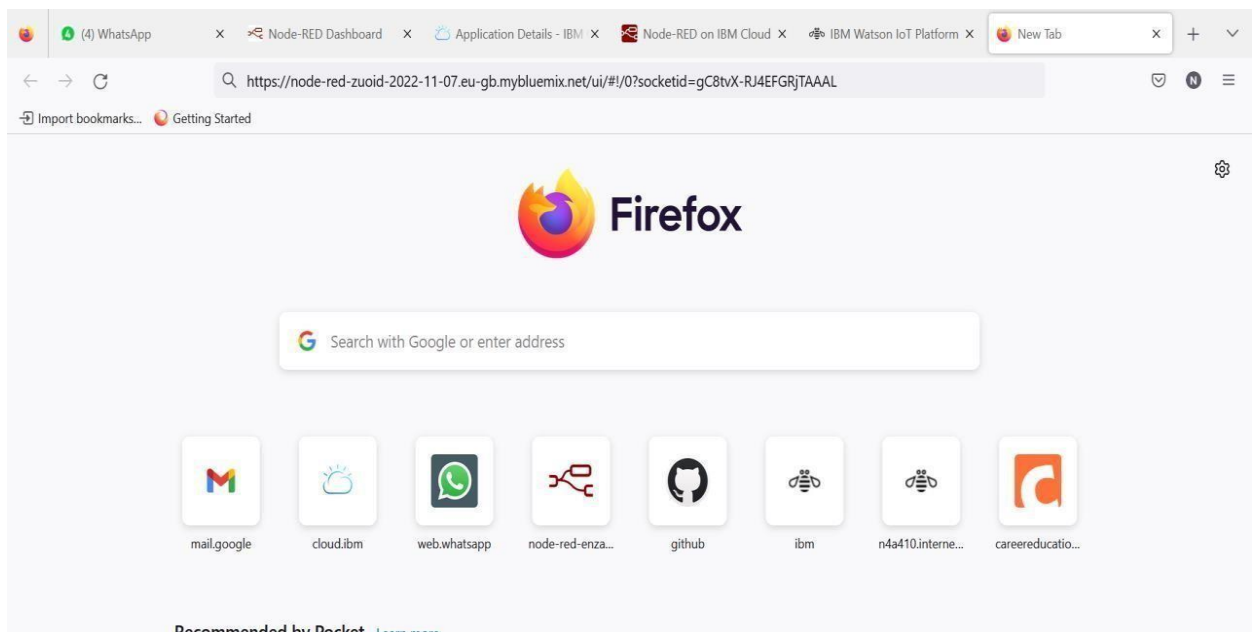 (4) WhatsApp
Node-RED Dashboard
Application Details - IBM
Node-RED on IBM Cloud
IBM Watson IoT Platform
New Tab
https://node-red-zuoid-2022-11-07.eu-gb.mybluemix.net/ui/#!/0?socketid=gC8tvX-RJ4EFGRjTAAAL
N
Import bookmarks... Getting Started
Firefox
Search with Google or enter address
mail.google
cloud.ibm
web.whatsapp
node-red-enza...
github
ibm
n4a410.interne...
careereducatio...
Recommended by Pocket Learn more